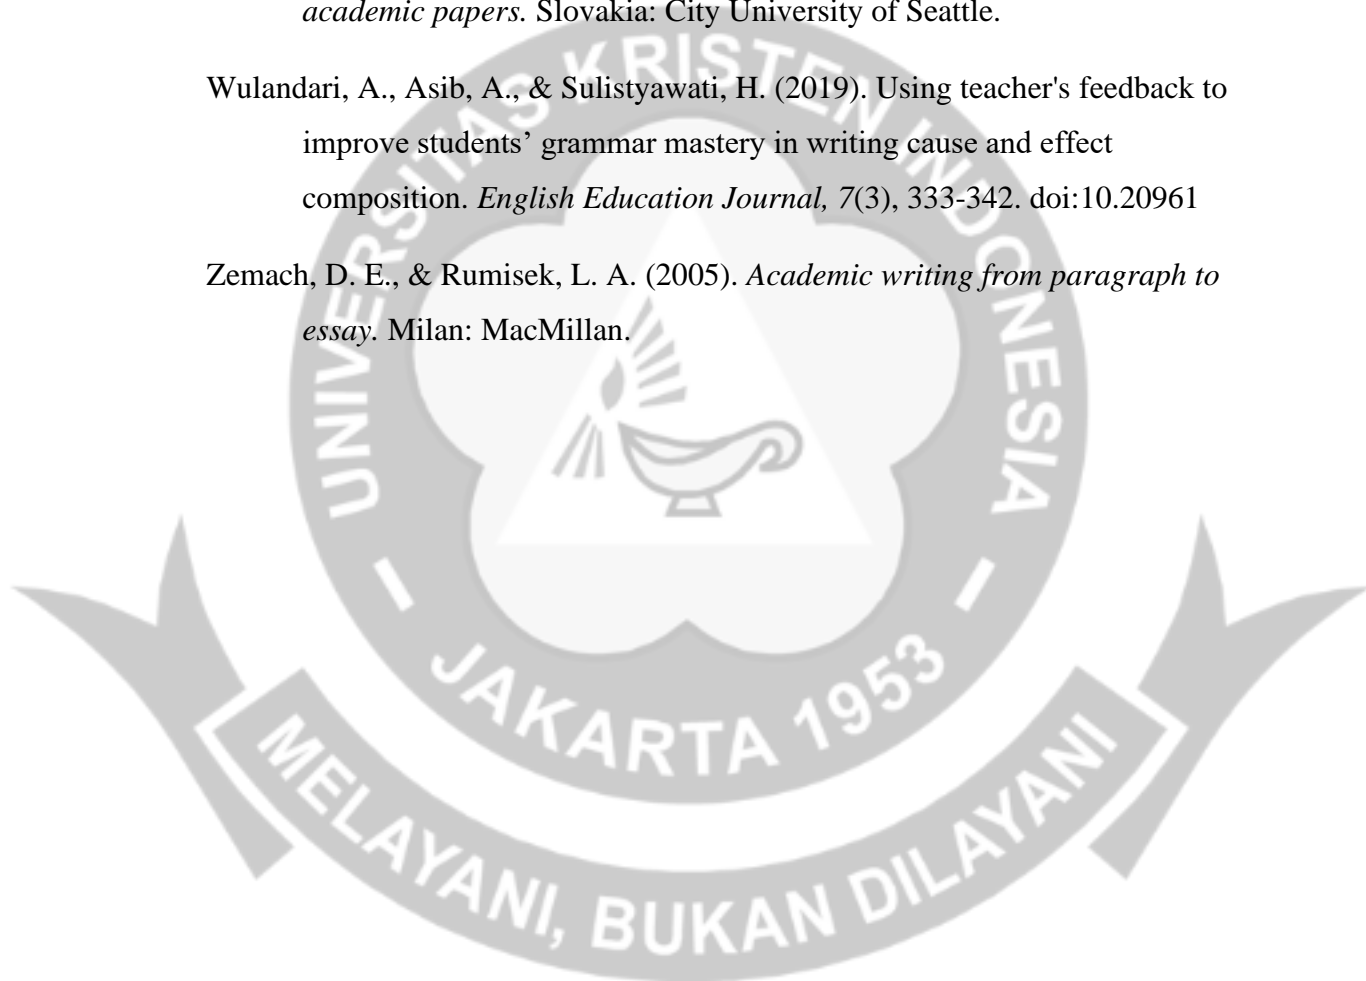 academic papers. Slovakia: City University of Seattle.
Wulandari, A., Asib, A., & Sulistyawati, H. (2019). Using teacher's feedback to
improve students’ grammar mastery in writing cause and effect
composition. English Education Journal, 7(3), 333-342. doi:10.20961
Zemach, D. E., & Rumisek, L. A. (2005). Academic writing from paragraph to
essay. Milan: MacMillan.
UNIVERSITAS KRISTEN INDONESIA
JAKARTA 1953
MELAYANI, BUKAN DILAYANI